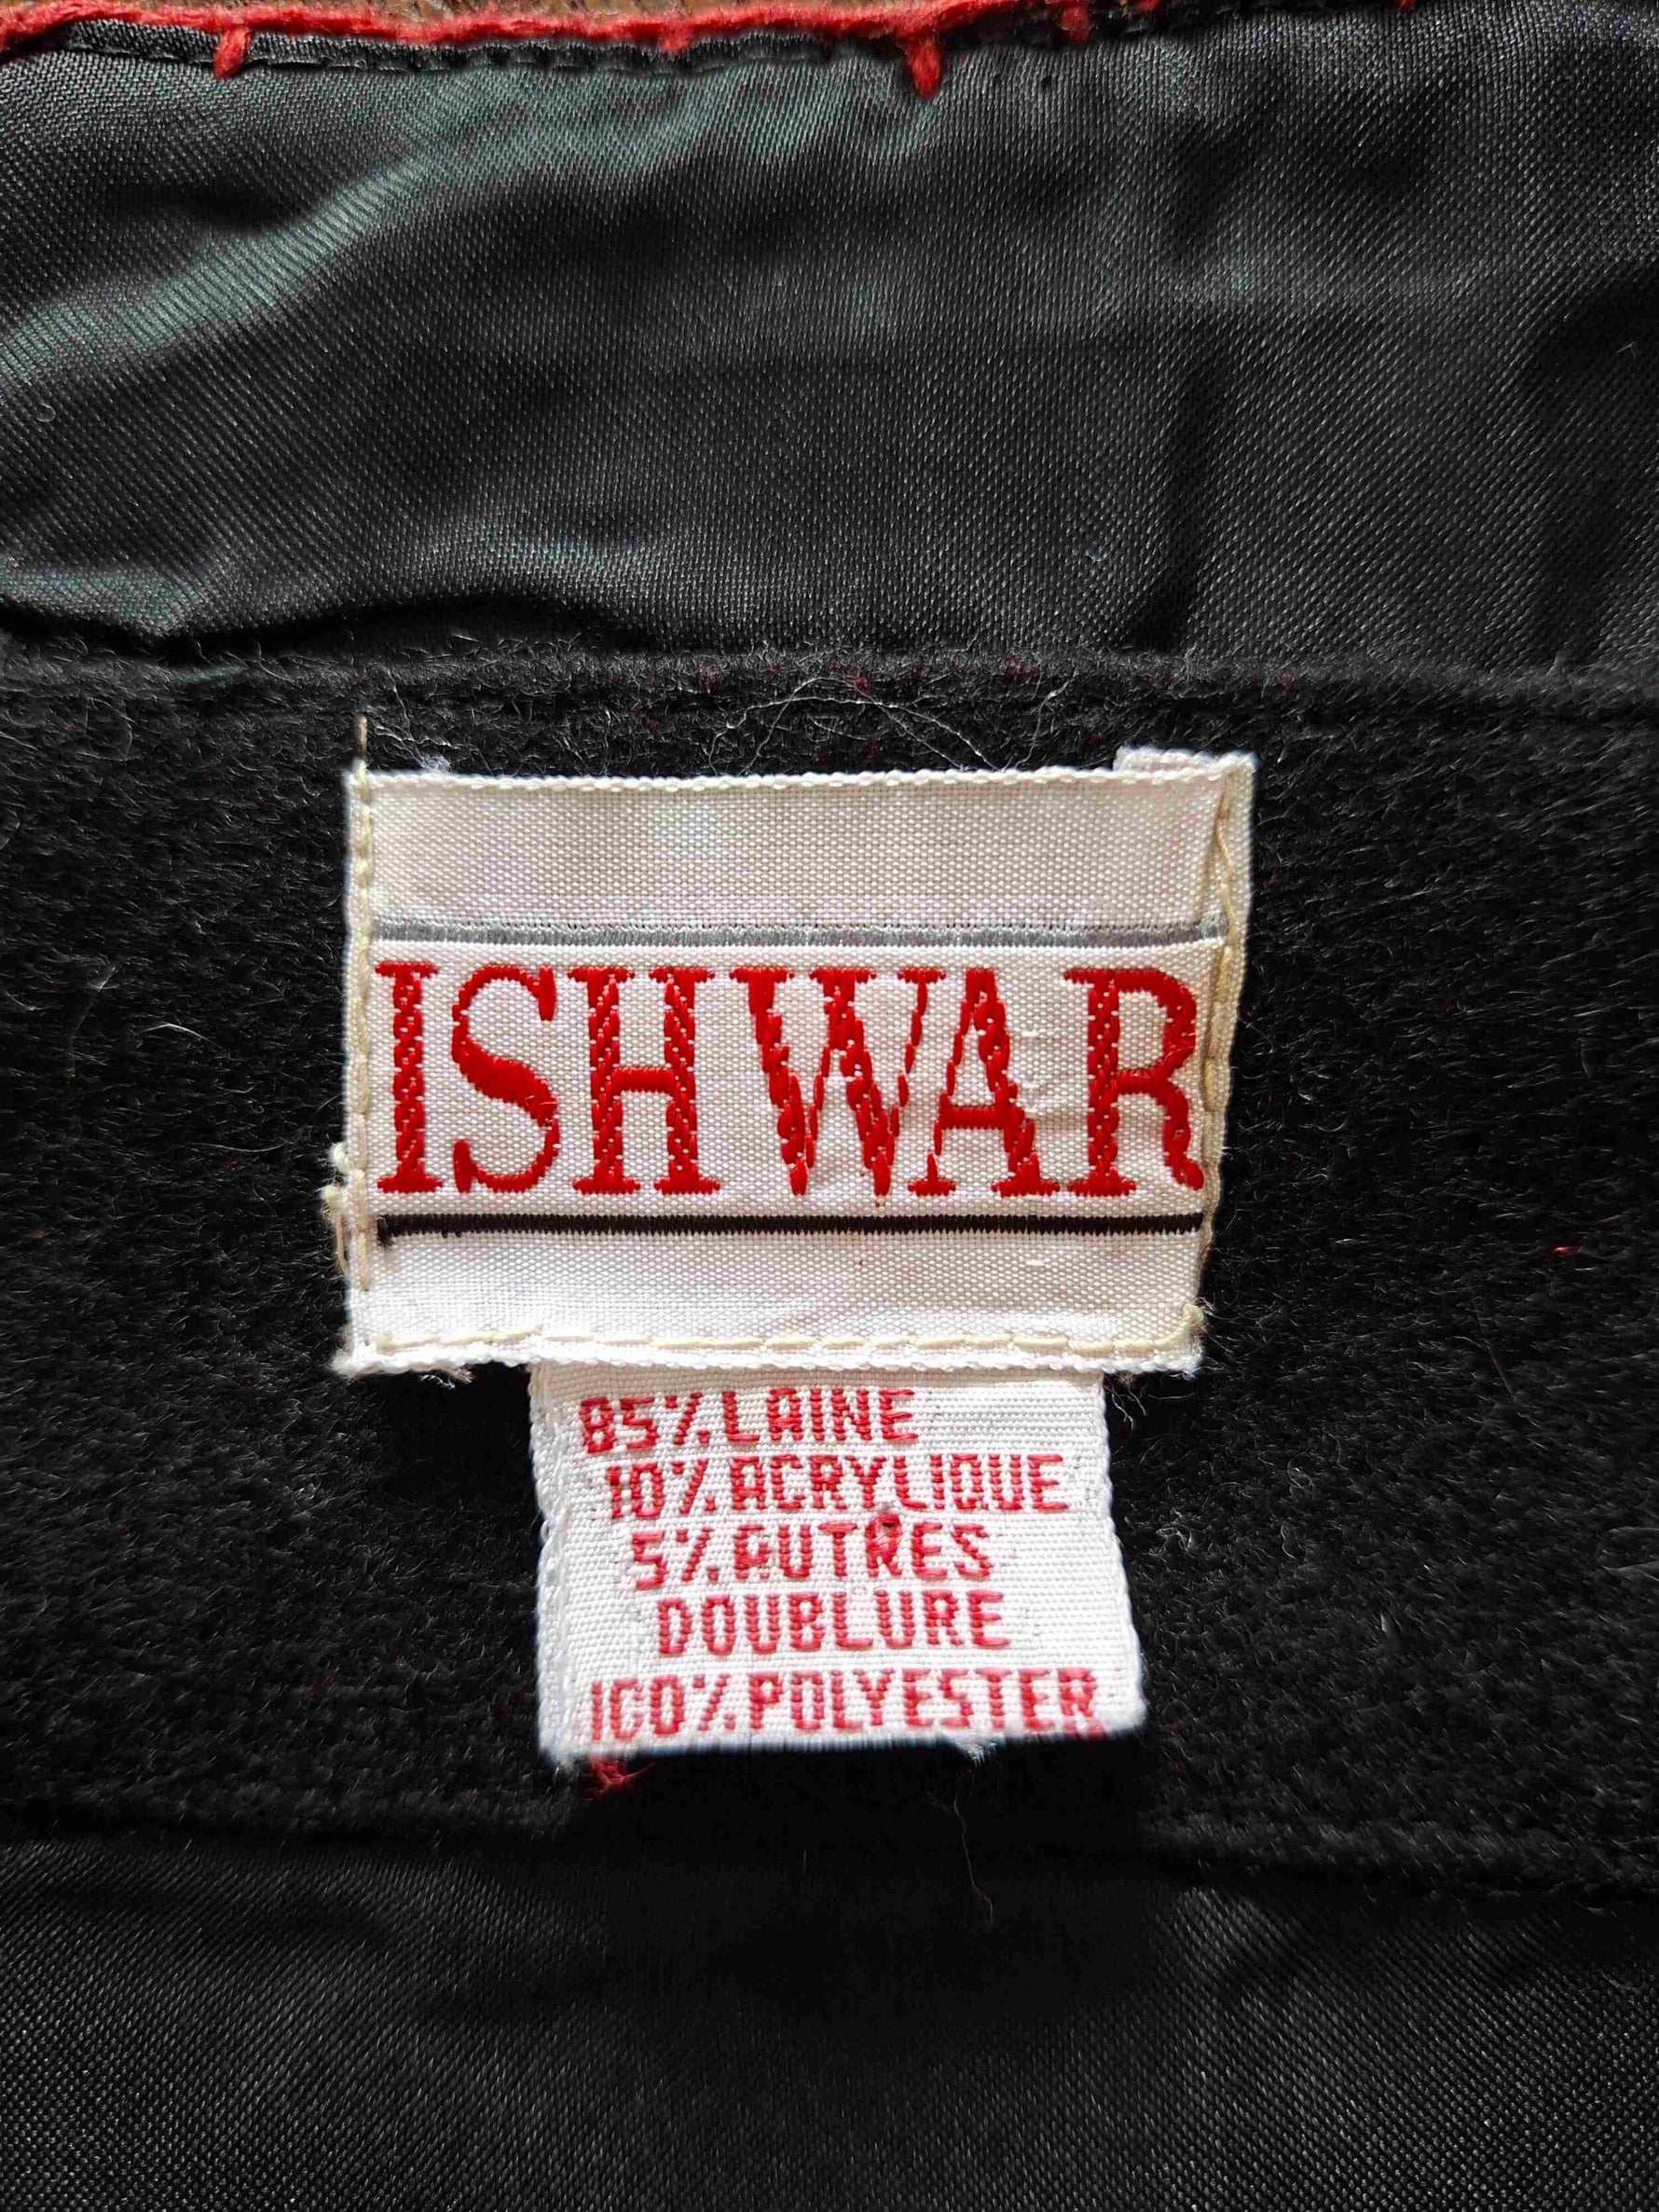 ISHWAR
85% LAINE
10% ACRYLIQUE
5% AUTRES
DOUBLURE
100% POLYESTER